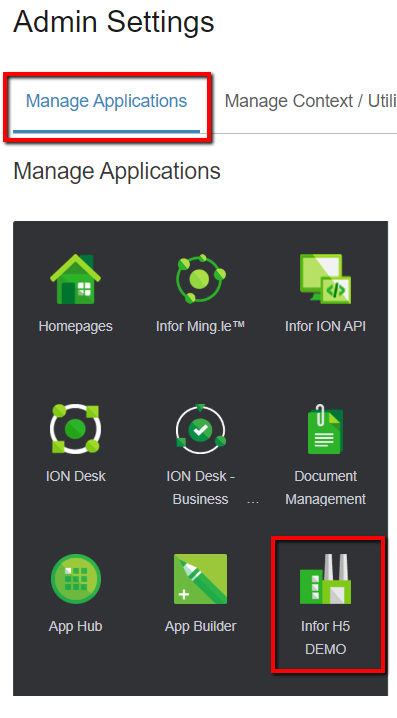 Admin Settings
Manage Applications
Manage Context / Utili
Manage Applications
Homepages
Infor Ming.le™
Infor ION API
ION Desk
ION Desk -
Business ...
Document
Management
App Hub
App Builder
Infor H5
DEMO